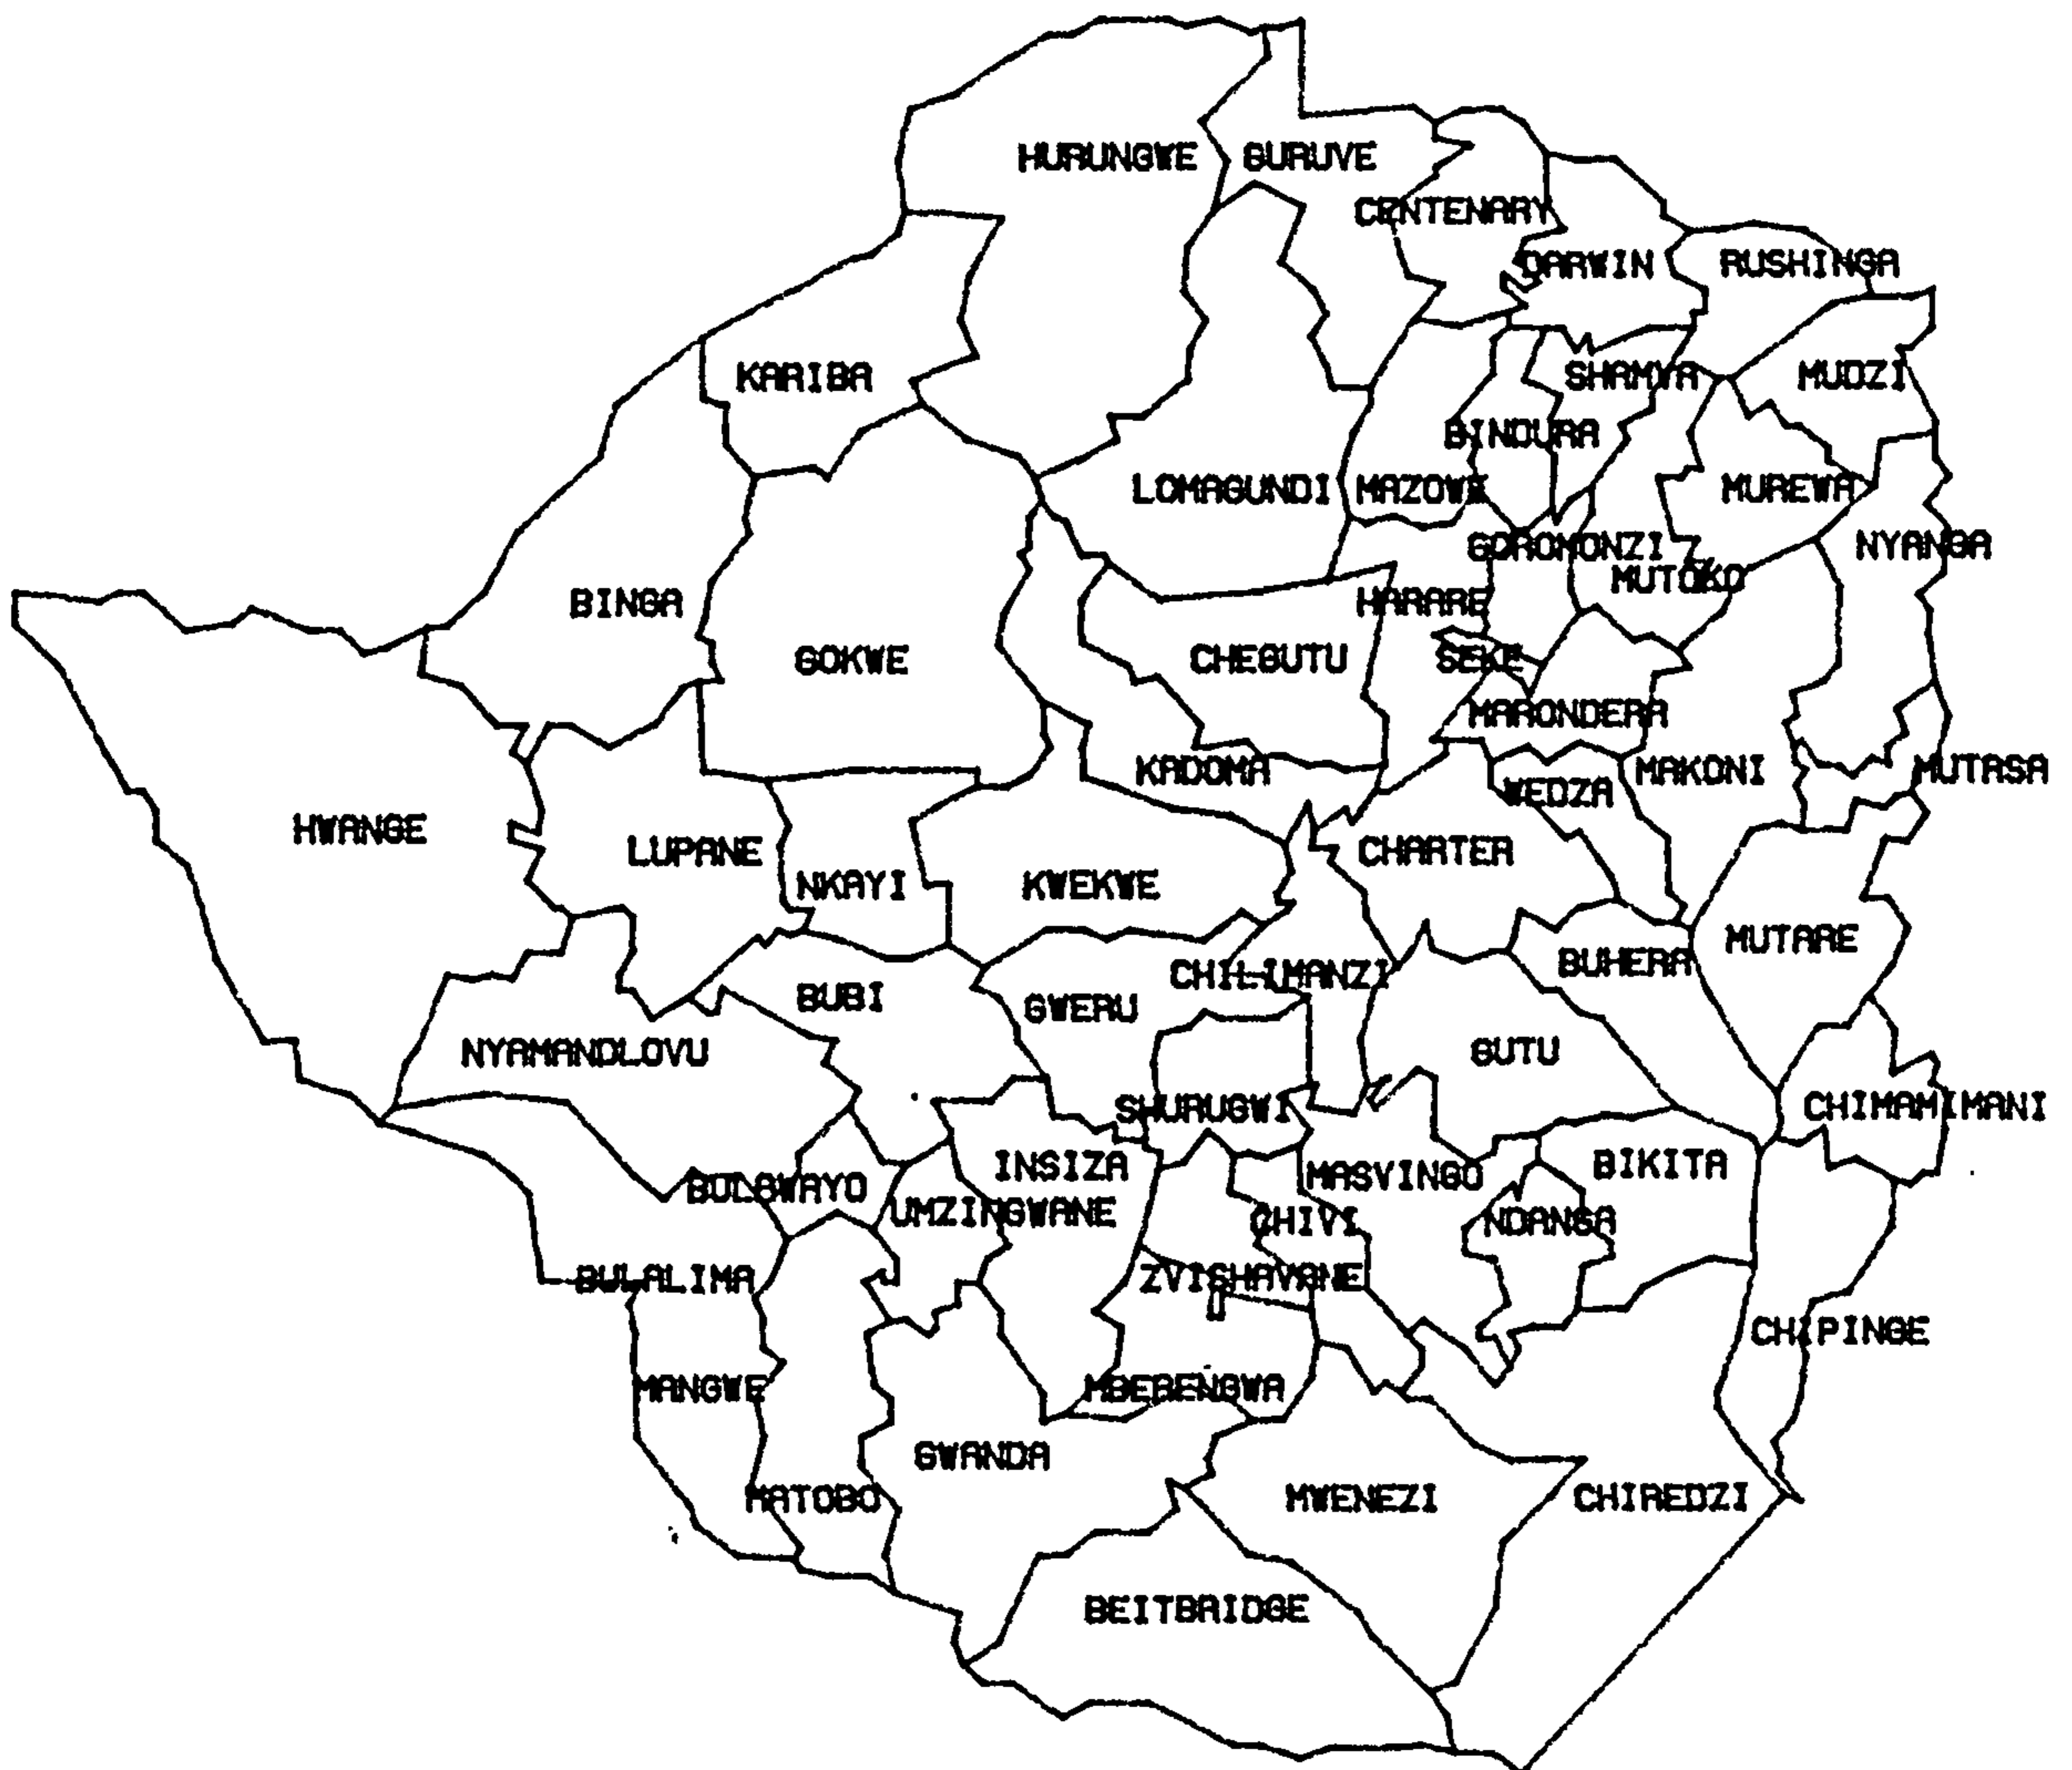 HURUNGWE
GURUVE
CENTENARY
DARWIN
RUSHINGA
KARIBA
SHAMVA
MUDZI
BINDURA
LOMAGUNDI
MAZOWE
MUREWA
GOROMONZI
NYANGA
MUTOKO
BINGA
HARARE
GOKWE
CHEGUTU
SEKE
MARONDERA
KADOMA
MAKONI
MUTASA
WEDZA
HWANGE
LUPANE
CHARTER
NKAYI
KWEKWE
MUTARE
BUHERA
CHILIMANZI
BUBI
GWERU
NYAMANDLOVU
GUTU
SHURUGWI
CHIMAMIMANI
INSIZA
BIKITA
MASVINGO
BULAWAYO
UMZINGWANE
CHIVI
NDANGA
BULALIMA
ZVISHAVANE
CHIPINGE
MANGWE
MBERENGWA
GWANDA
MATOBO
MWENEZI
CHIREDZI
BEITBRIDGE